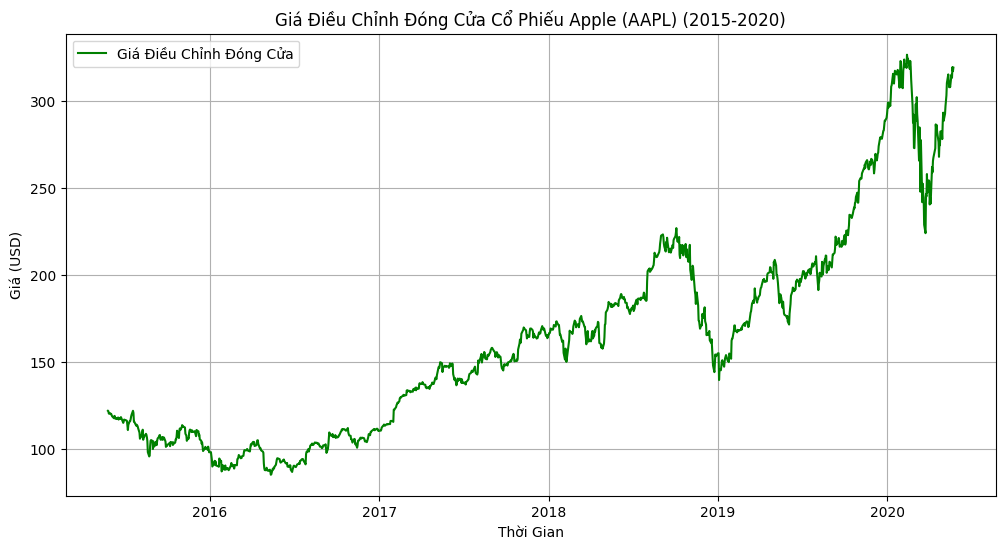 Giá Điều Chỉnh Đóng Cửa Cổ Phiếu Apple (AAPL) (2015-2020)
Giá Điều Chỉnh Đóng Cửa
300
250
200
150
100
Giá (USD)
2016 2017 2018 2019 2020
Thời Gian